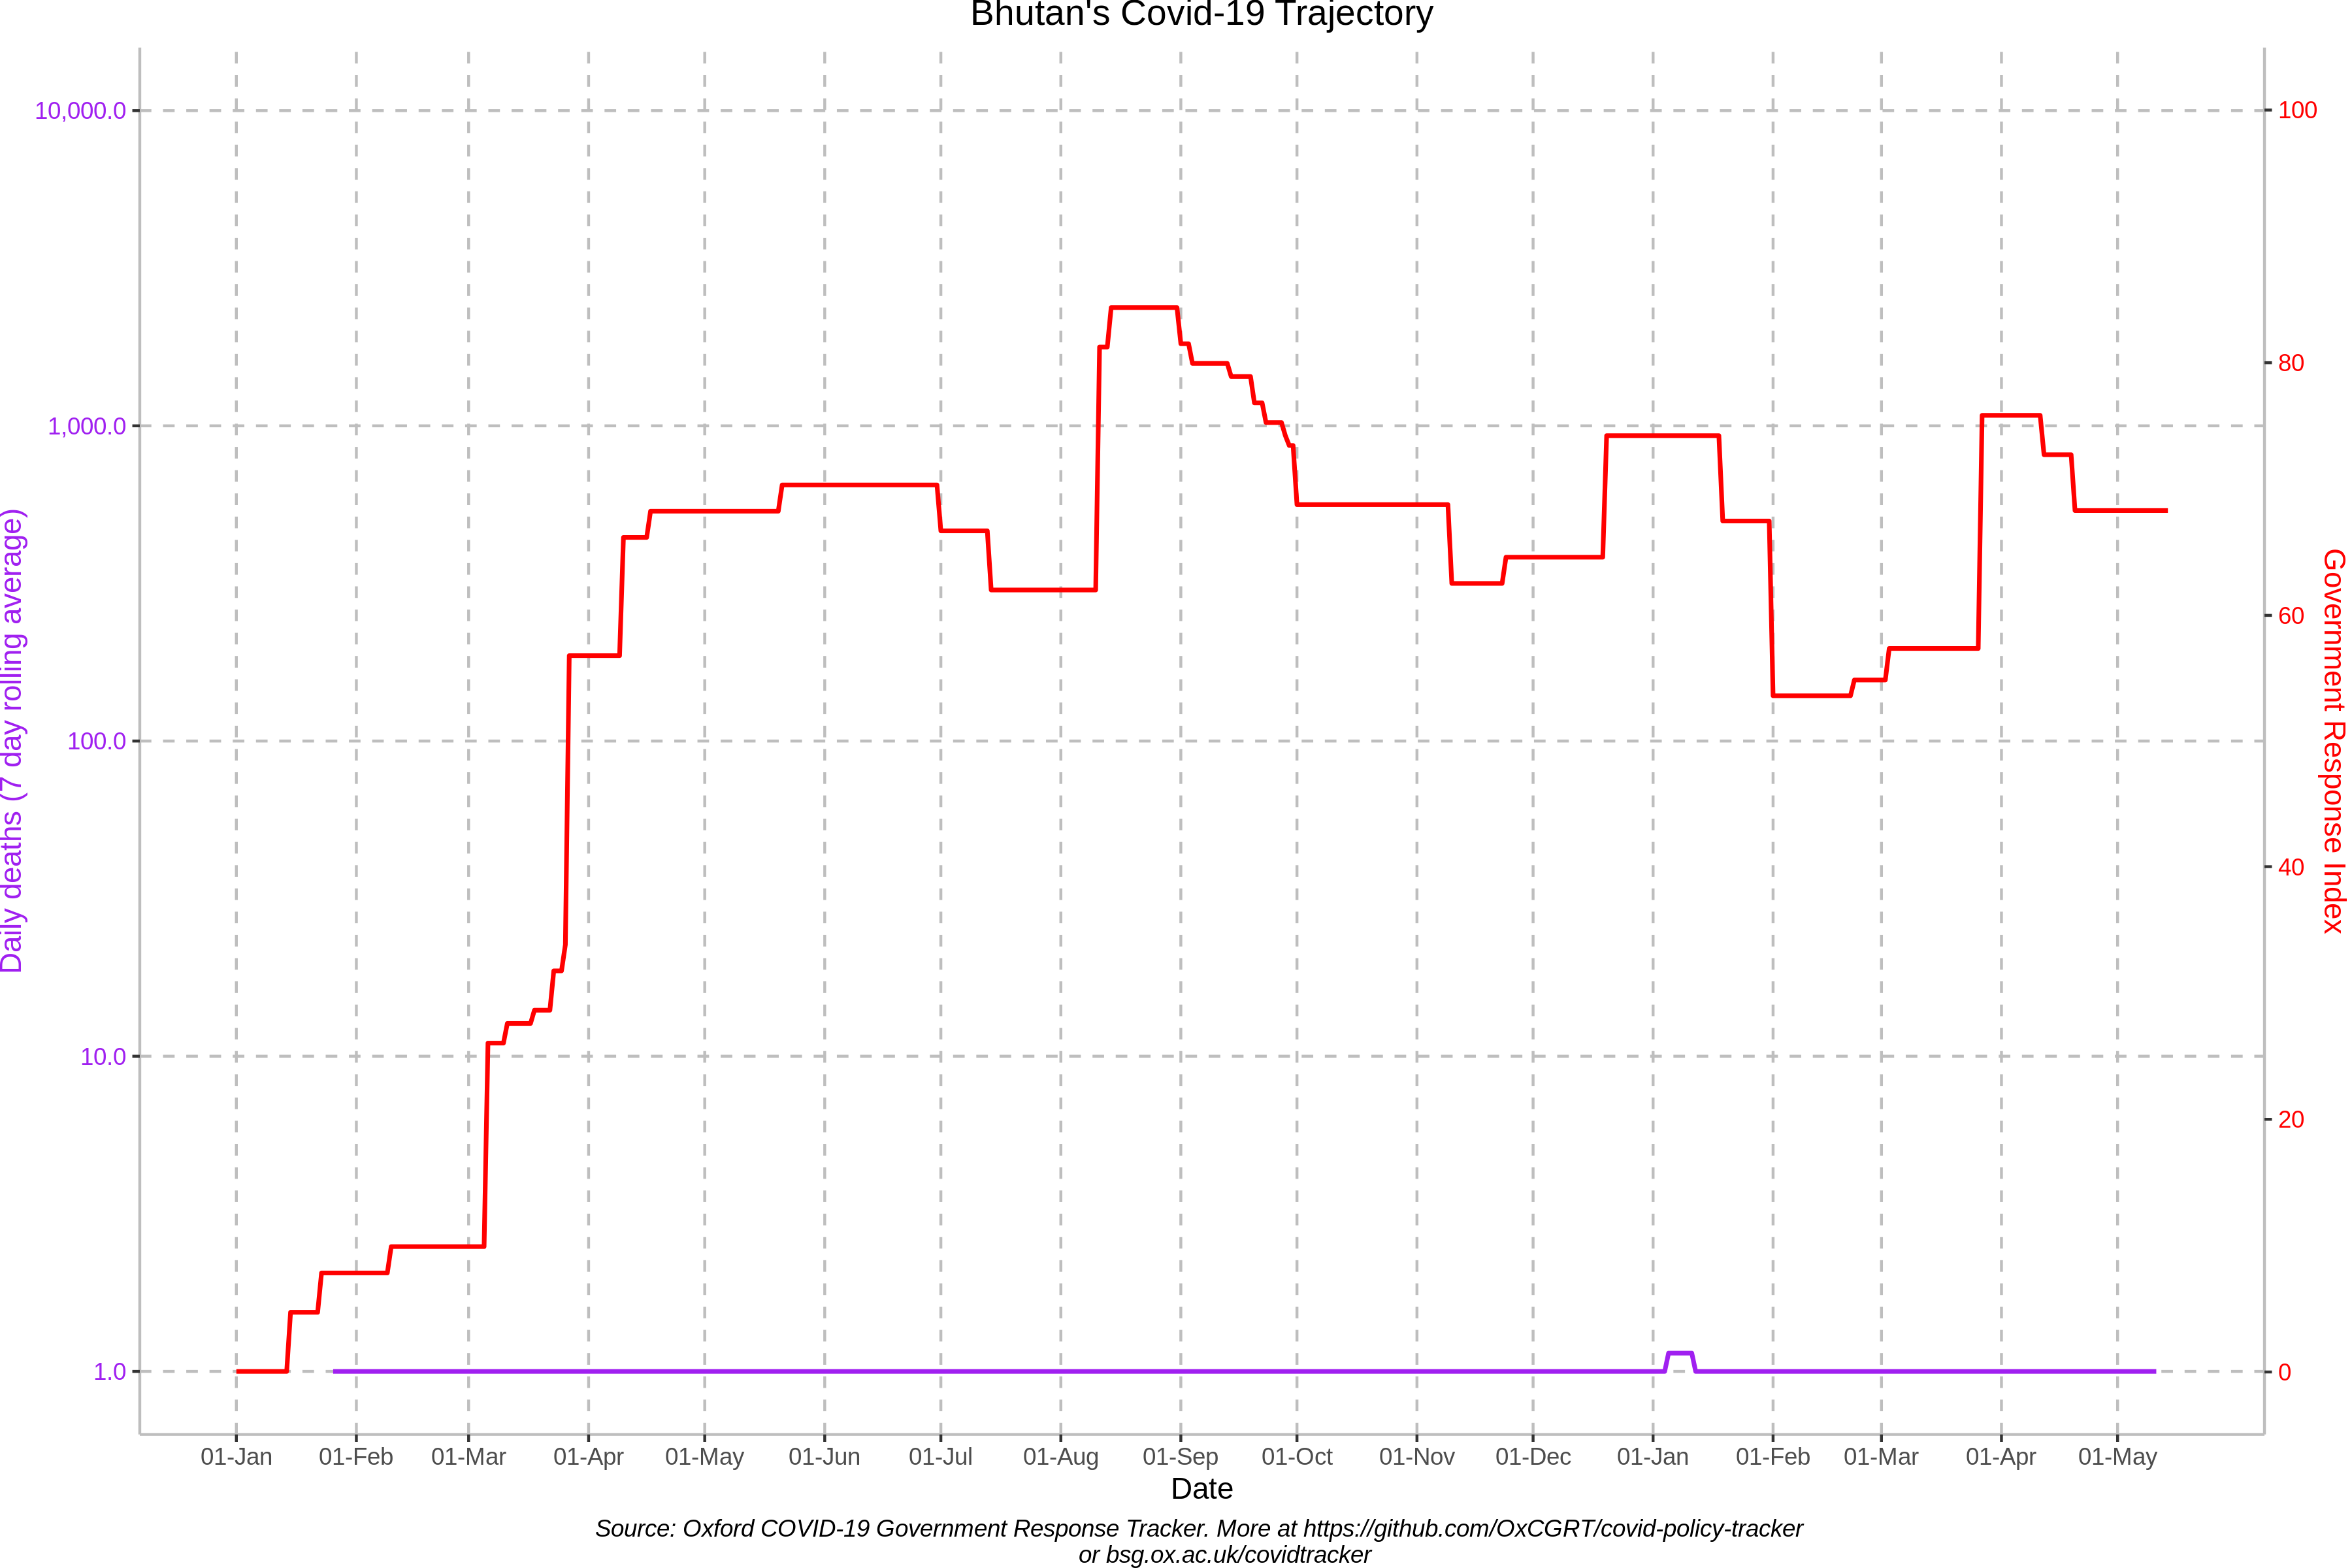 Bhutan's Covid-19 Trajectory
10,000.0
1,000.0
100.0
10.0
1.0
Daily deaths (7 day rolling average)
100
80
60
40
20
0
Government Response Index
01-Jan 01-Feb 01-Mar 01-Apr 01-May 01-Jun 01-Jul 01-Aug 01-Sep 01-Oct 01-Nov 01-Dec 01-Jan 01-Feb 01-Mar 01-Apr 01-May
Date
Source: Oxford COVID-19 Government Response Tracker. More at https://github.com/OxCGRT/covid-policy-tracker
or bsg.ox.ac.uk/covidtracker